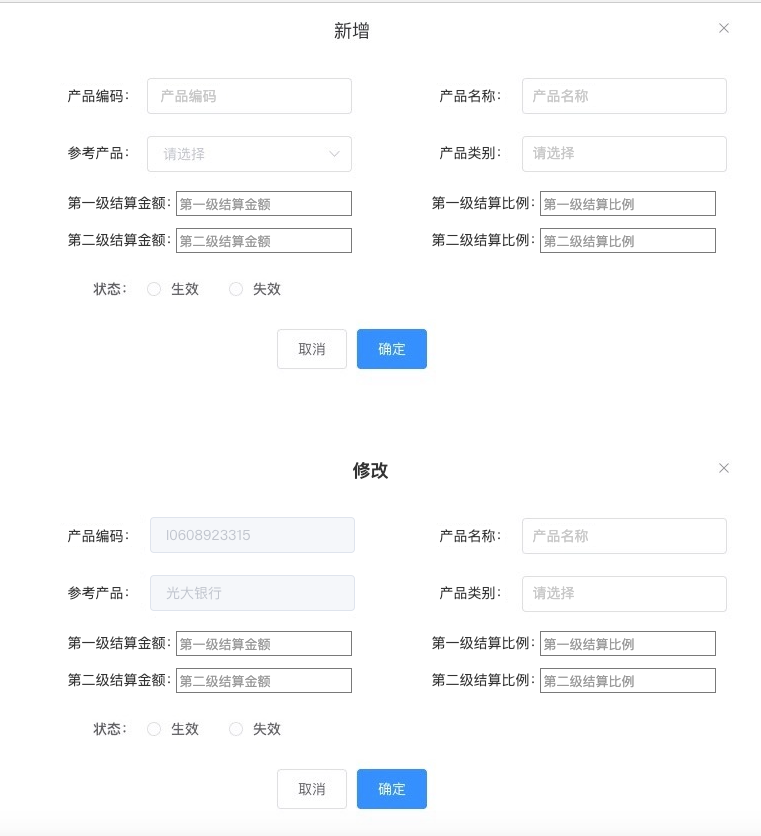 新增
产品编码： 产品编码 产品名称： 产品名称
参考产品： 请选择 产品类别： 请选择
第一级结算金额： 第一级结算金额 第一级结算比例： 第一级结算比例
第二级结算金额： 第二级结算金额 第二级结算比例： 第二级结算比例
状态： 生效 失效
取消 确定
修改
产品编码： I0608923315 产品名称： 产品名称
参考产品： 光大银行 产品类别： 请选择
第一级结算金额： 第一级结算金额 第一级结算比例： 第一级结算比例
第二级结算金额： 第二级结算金额 第二级结算比例： 第二级结算比例
状态： 生效 失效
取消 确定